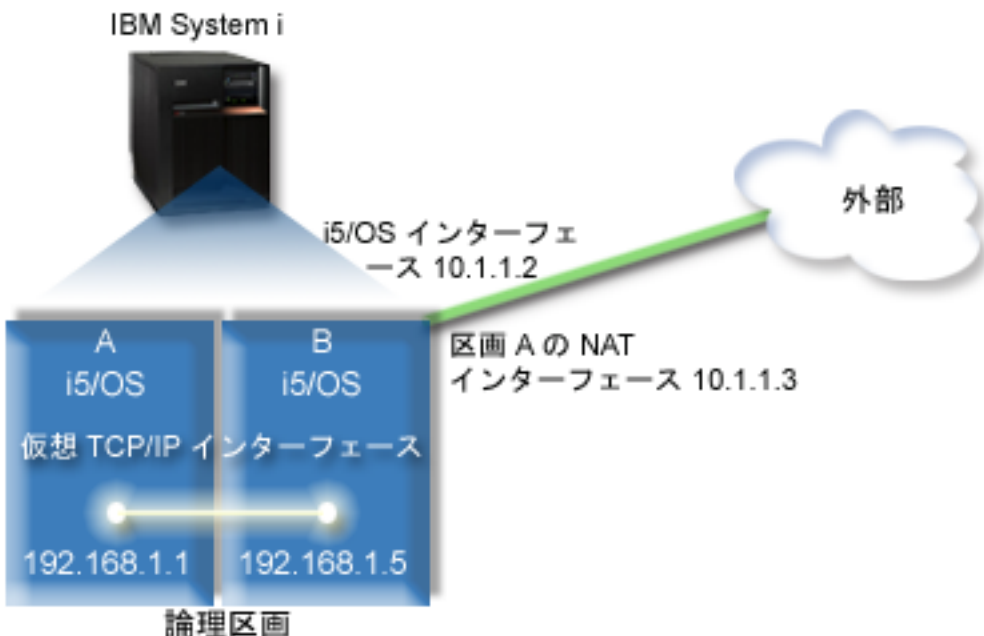 IBM System i
外部
i5/OS インターフェ
ース 10.1.1.2
区画 A の NAT
インターフェース 10.1.1.3
A
i5/OS
B
i5/OS
仮想 TCP/IP インターフェース
192.168.1.1
192.168.1.5
論理区画